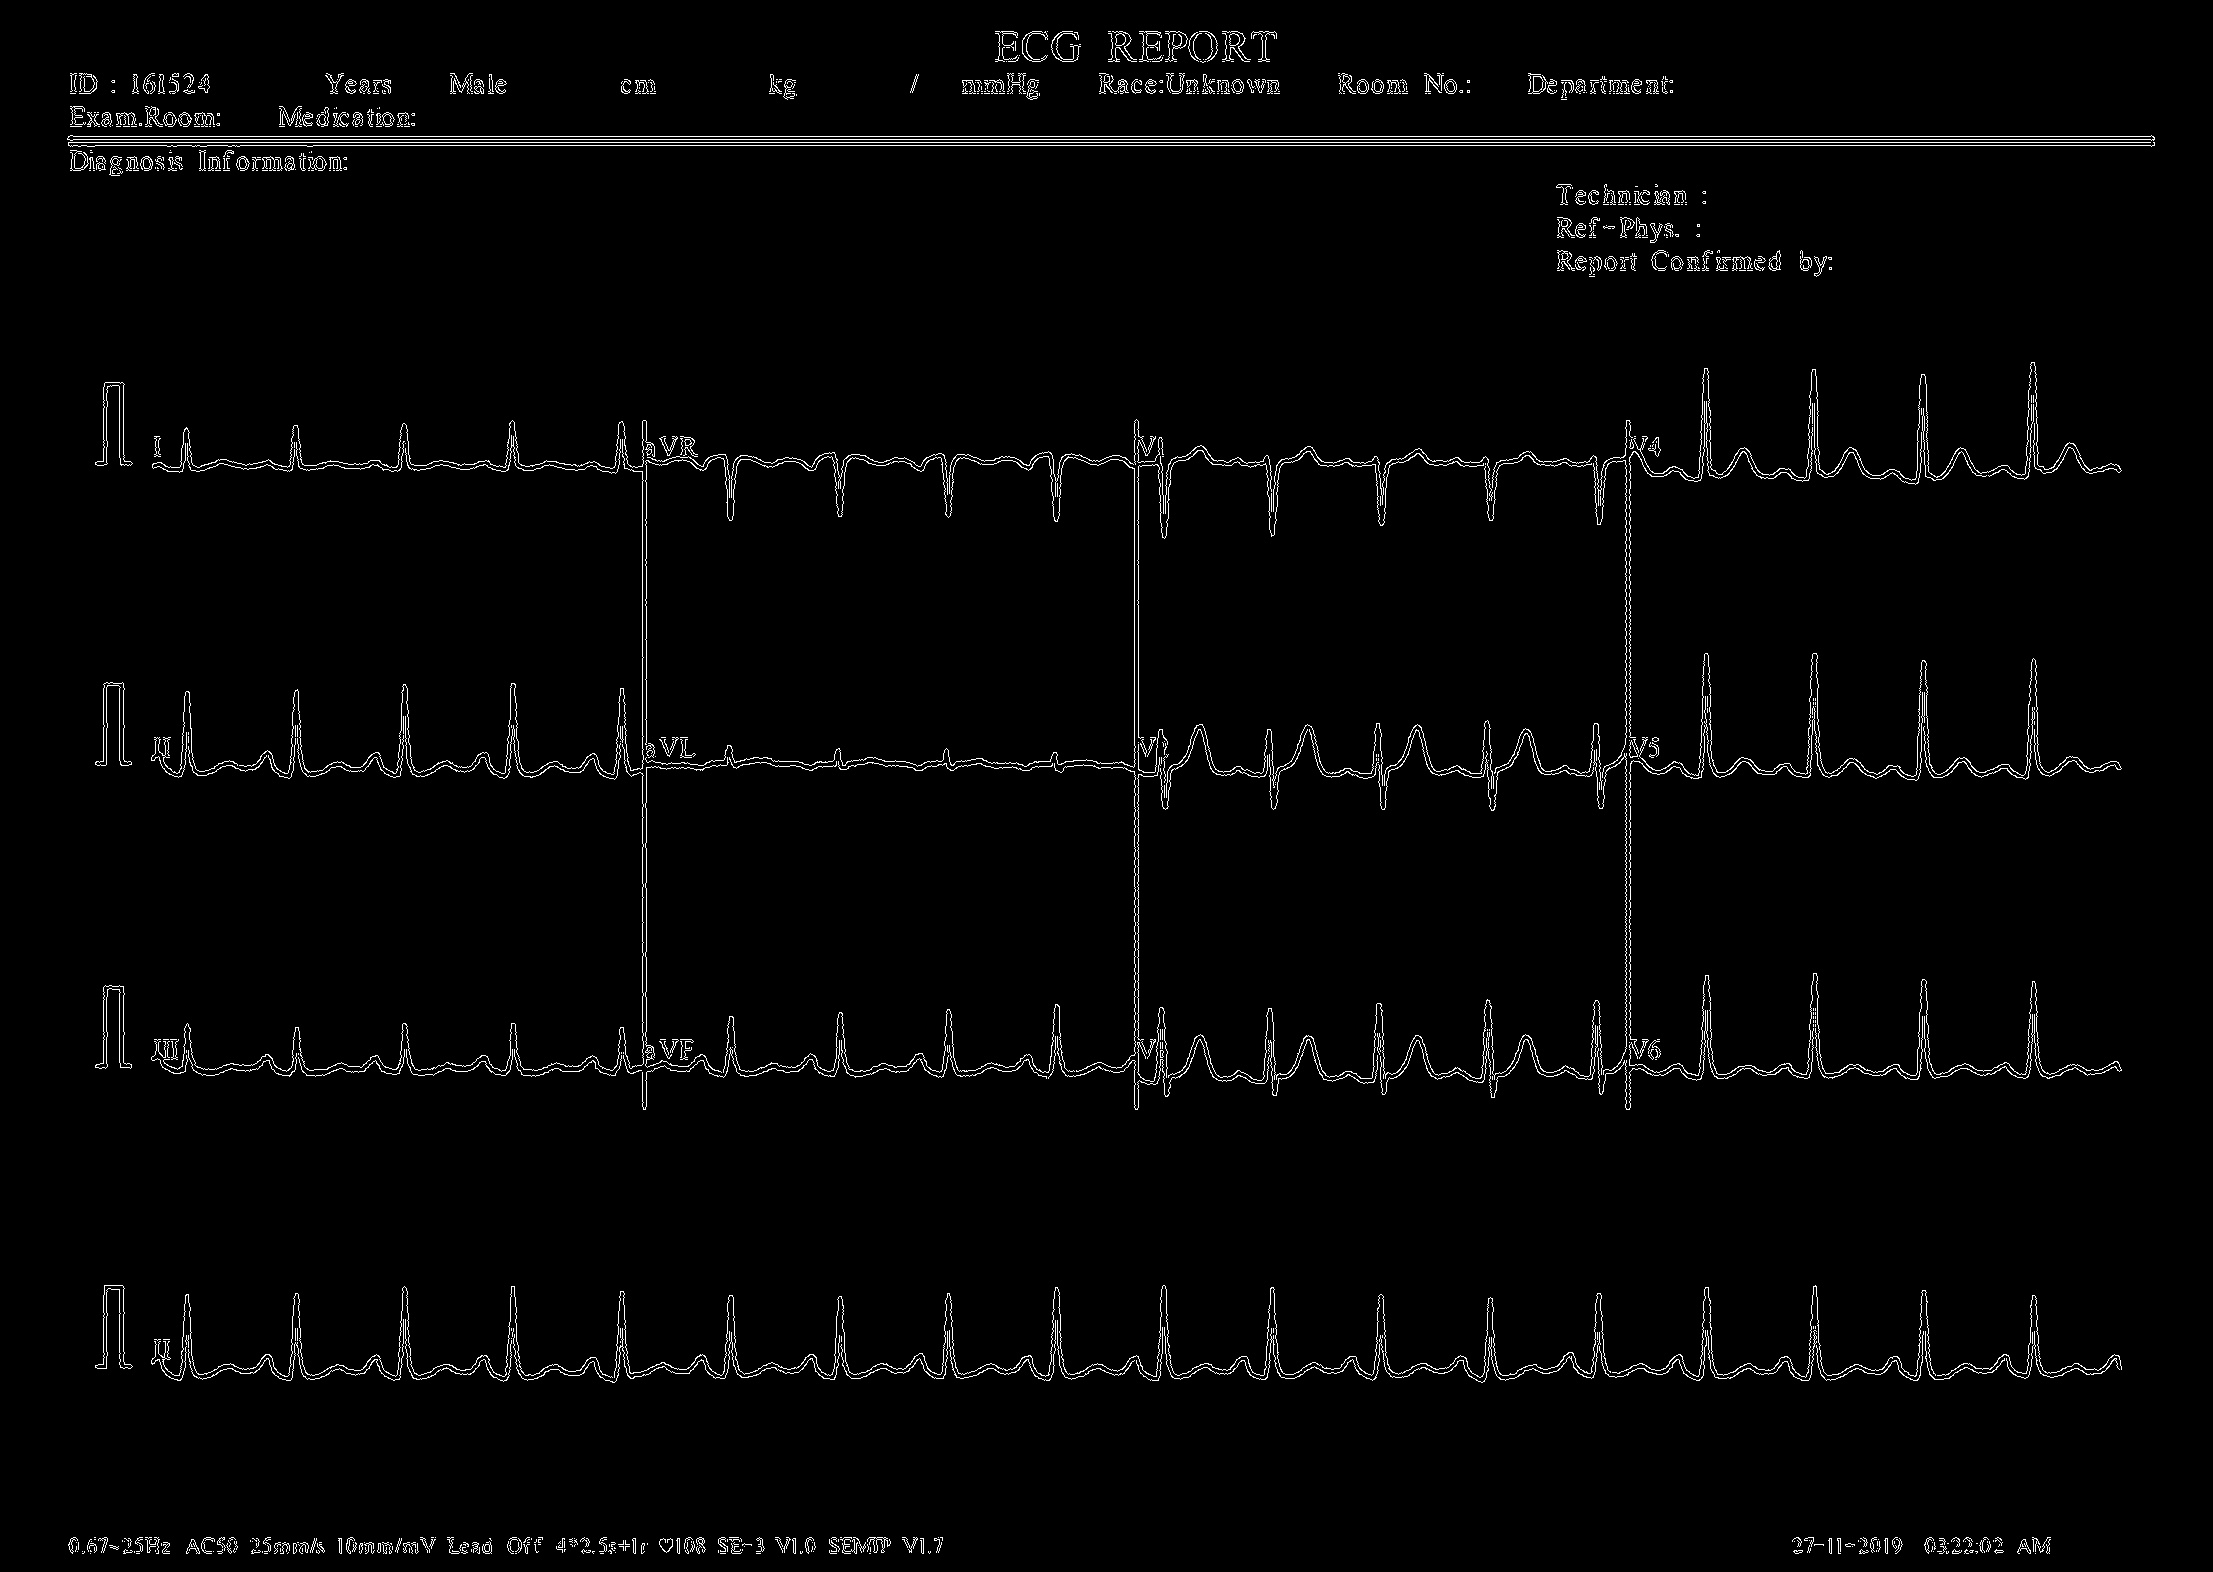 ECG REPORT
ID : 161524 Years Male cm kg / mmHg Race:Unknown Room No.: Department:
Exam.Room: Medication:
Diagnosis Information:
Technician :
Ref-Phys. :
Report Confirmed by:
I aVR V1 V4
II aVL V2 V5
III aVF V V6
II
0.67~25Hz AC50 25mm/s 10mm/mV Lead Off 4*2.5s+1r ♡108 SE-3 V1.0 SEMIP V1.7
27-11-2019 03:22:02 AM